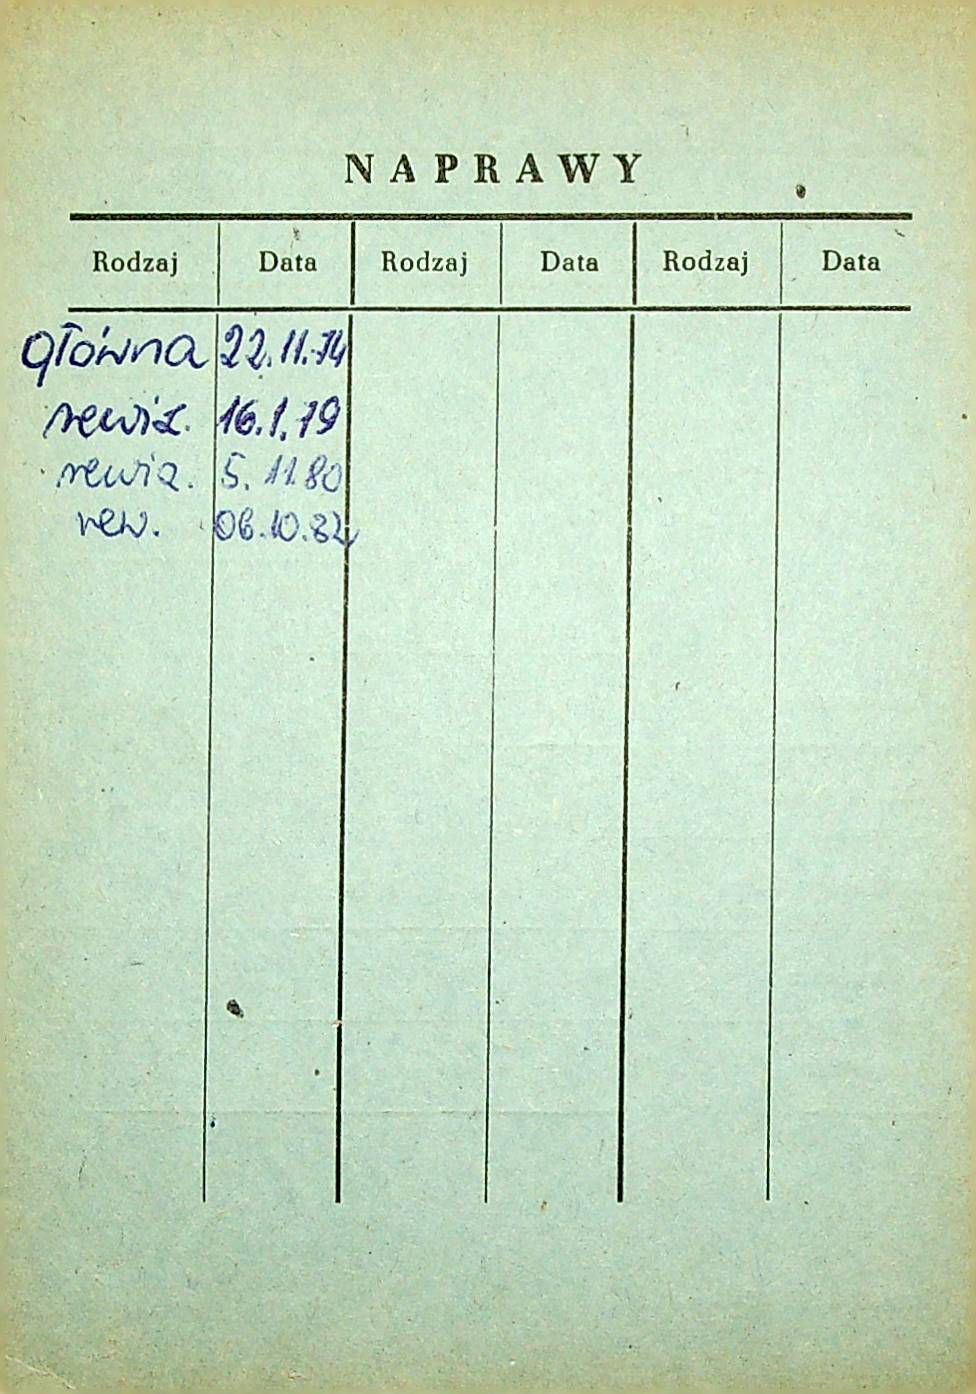 NAPRAWY
Rodzaj Data Rodzaj Data Rodzaj Data
główna 22.11.74
rewiz. 16.1.79
rewiz. 5.11.80
rew. 06.10.82